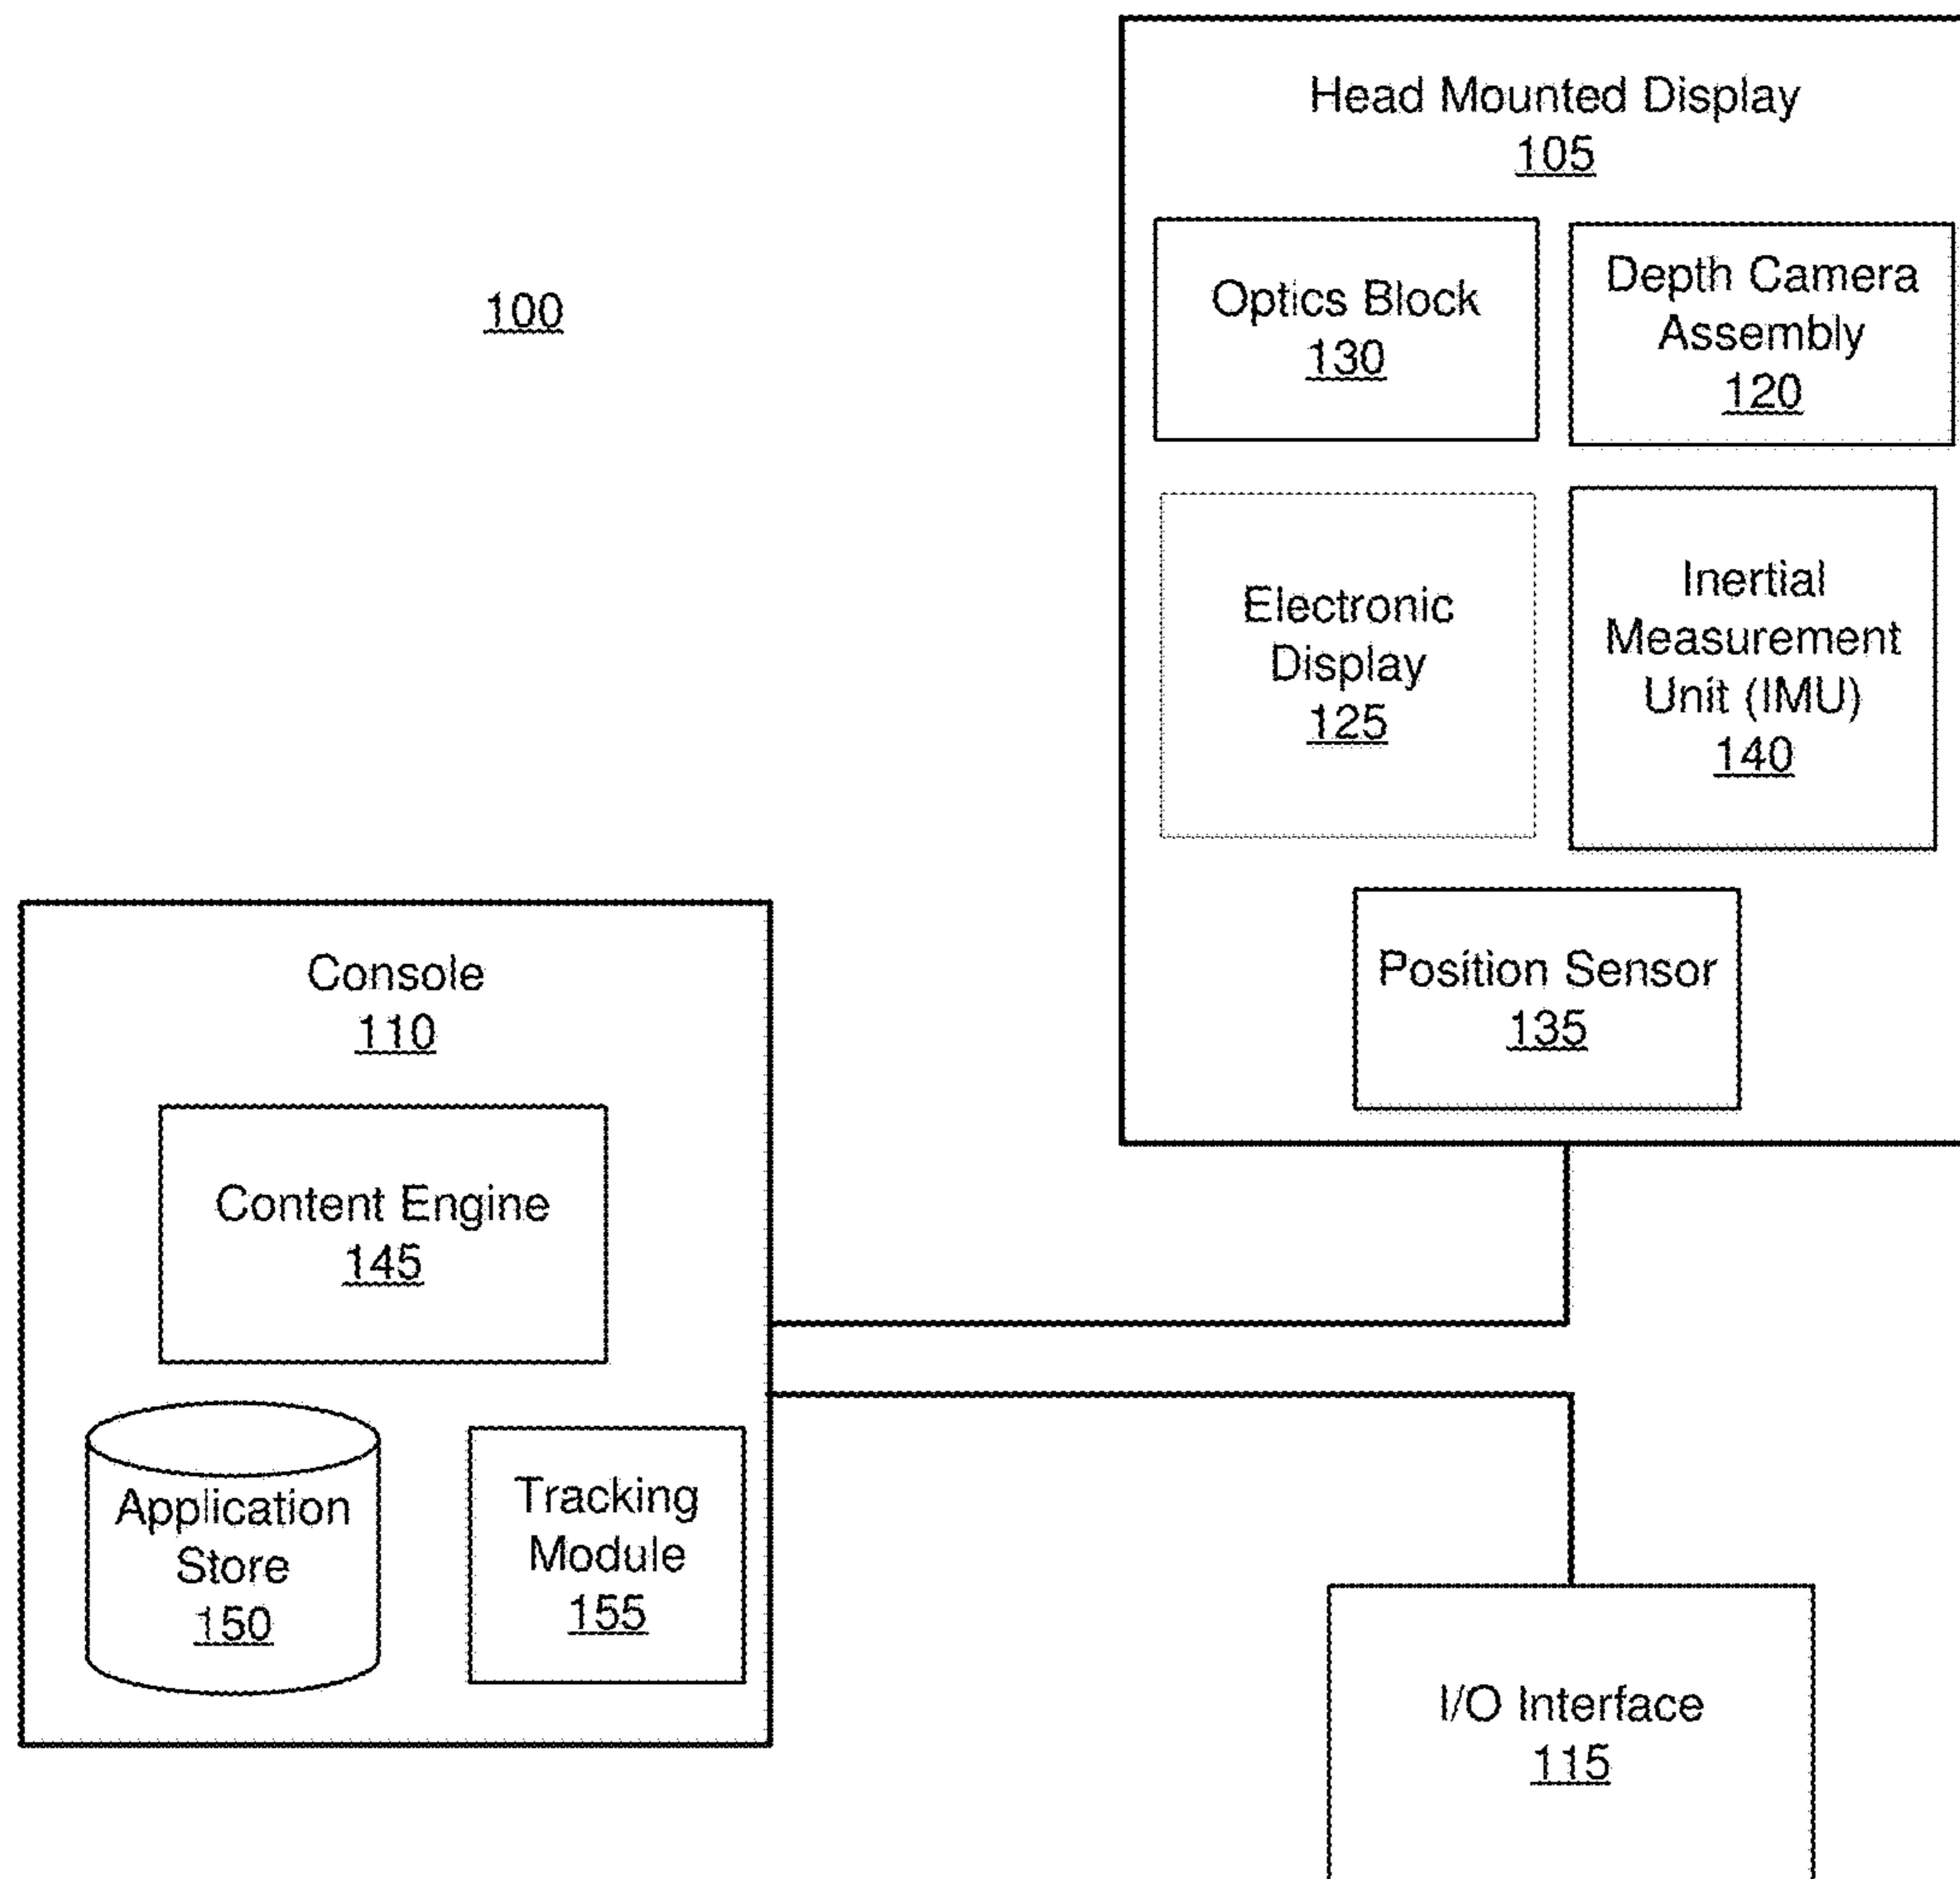 100
Head Mounted Display
105
Optics Block
130
Depth Camera
Assembly
120
Electronic
Display
125
Inertial
Measurement
Unit (IMU)
140
Position Sensor
135
Console
110
Content Engine
145
Application
Store
150
Tracking
Module
155
I/O Interface
115